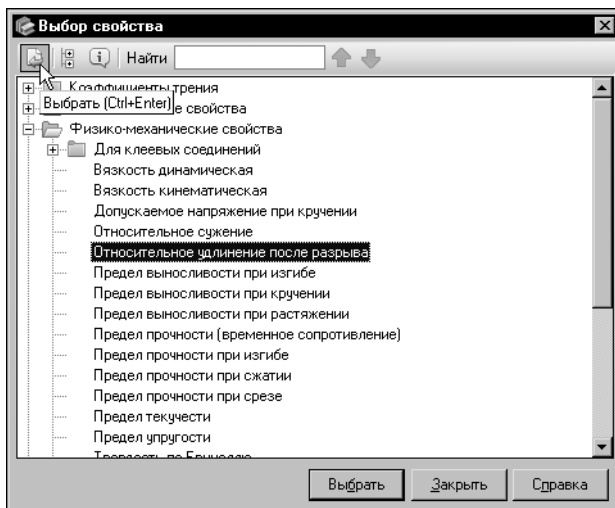 Выбор свойства
Найти
Коэффициенты трения
Выбрать (Ctrl+Enter)
е свойства
Физико-механические свойства
Для клеевых соединений
Вязкость динамическая
Вязкость кинематическая
Допускаемое напряжение при кручении
Относительное сужение
Относительное удлинение после разрыва
Предел выносливости при изгибе
Предел выносливости при кручении
Предел выносливости при растяжении
Предел прочности (временное сопротивление)
Предел прочности при изгибе
Предел прочности при сжатии
Предел прочности при срезе
Предел текучести
Предел упругости
Твердость по Бринеллю
Выбрать
Закрыть
Справка